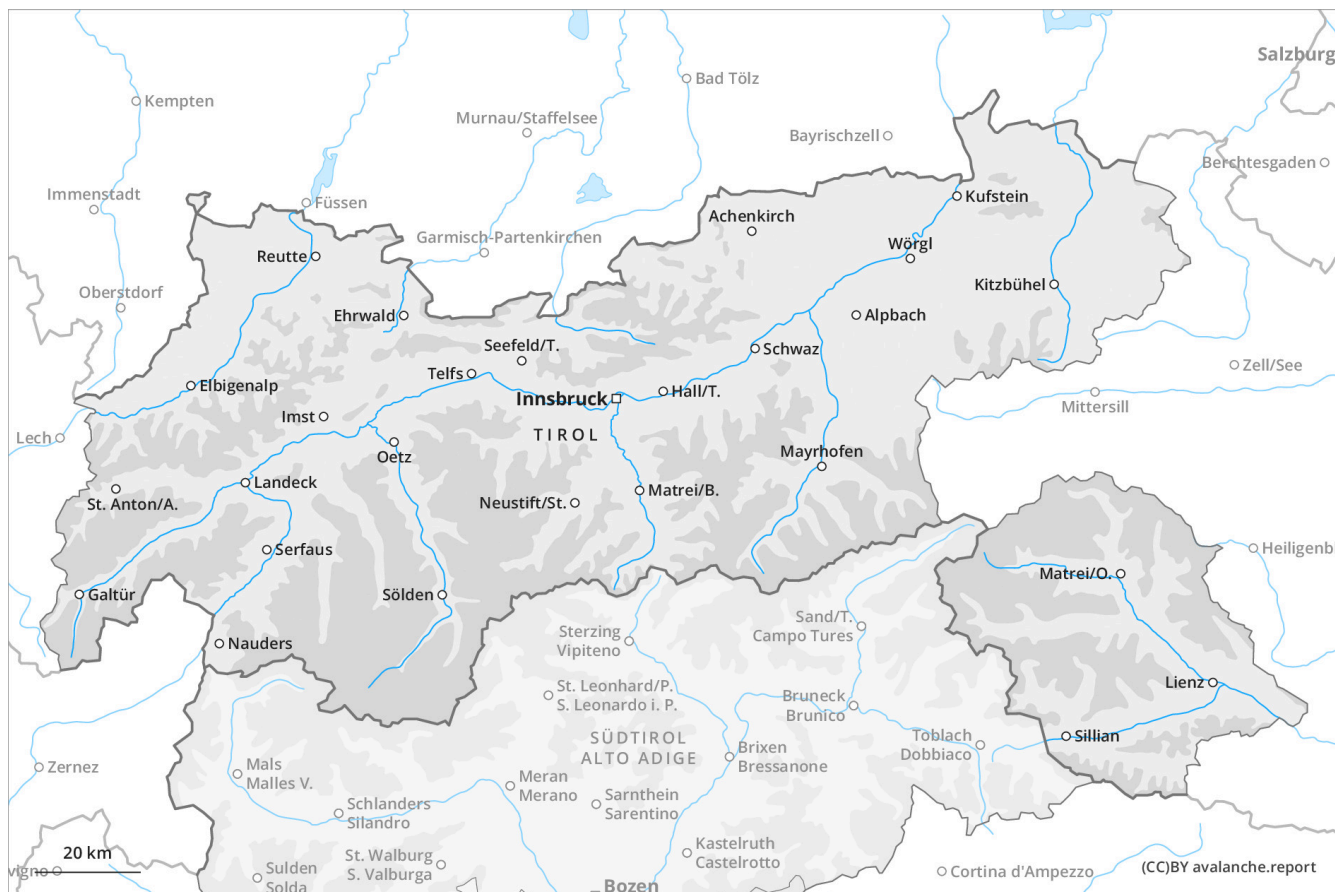 Salzburg
Bad Tölz
Kempten
Murnau/Staffelsee
Bayrischzell
Berchtesgaden
Immenstadt
Füssen
Kufstein
Achenkirch
Garmisch-Partenkirchen
Wörgl
Reutte
Kitzbühel
Oberstdorf
Ehrwald
Alpbach
Seefeld/T.
Schwaz
Zell/See
Telfs
Elbigenalp
Hall/T.
Innsbruck
Mittersill
Imst
TIROL
Lech
Oetz
Mayrhofen
Landeck
St. Anton/A.
Neustift/St.
Matrei/B.
Serfaus
Heiligenb
Matrei/O.
Galtür
Sölden
Sand/T.
Campo Tures
Sterzing
Vipiteno
Nauders
Lienz
St. Leonhard/P.
S. Leonardo i. P.
Bruneck
Brunico
Toblach
Dobbiaco
Sillian
SÜDTIROL
ALTO ADIGE
Brixen
Bressanone
Zernez
Mals
Malles V.
Meran
Merano
Schlanders
Silandro
Sarnthein
Sarentino
Kastelruth
Castelrotto
20 km
St. Walburg
S. Valburga
vigno
Sulden
Solda
Cortina d'Ampezzo
(CC)BY avalanche.report
Bozen